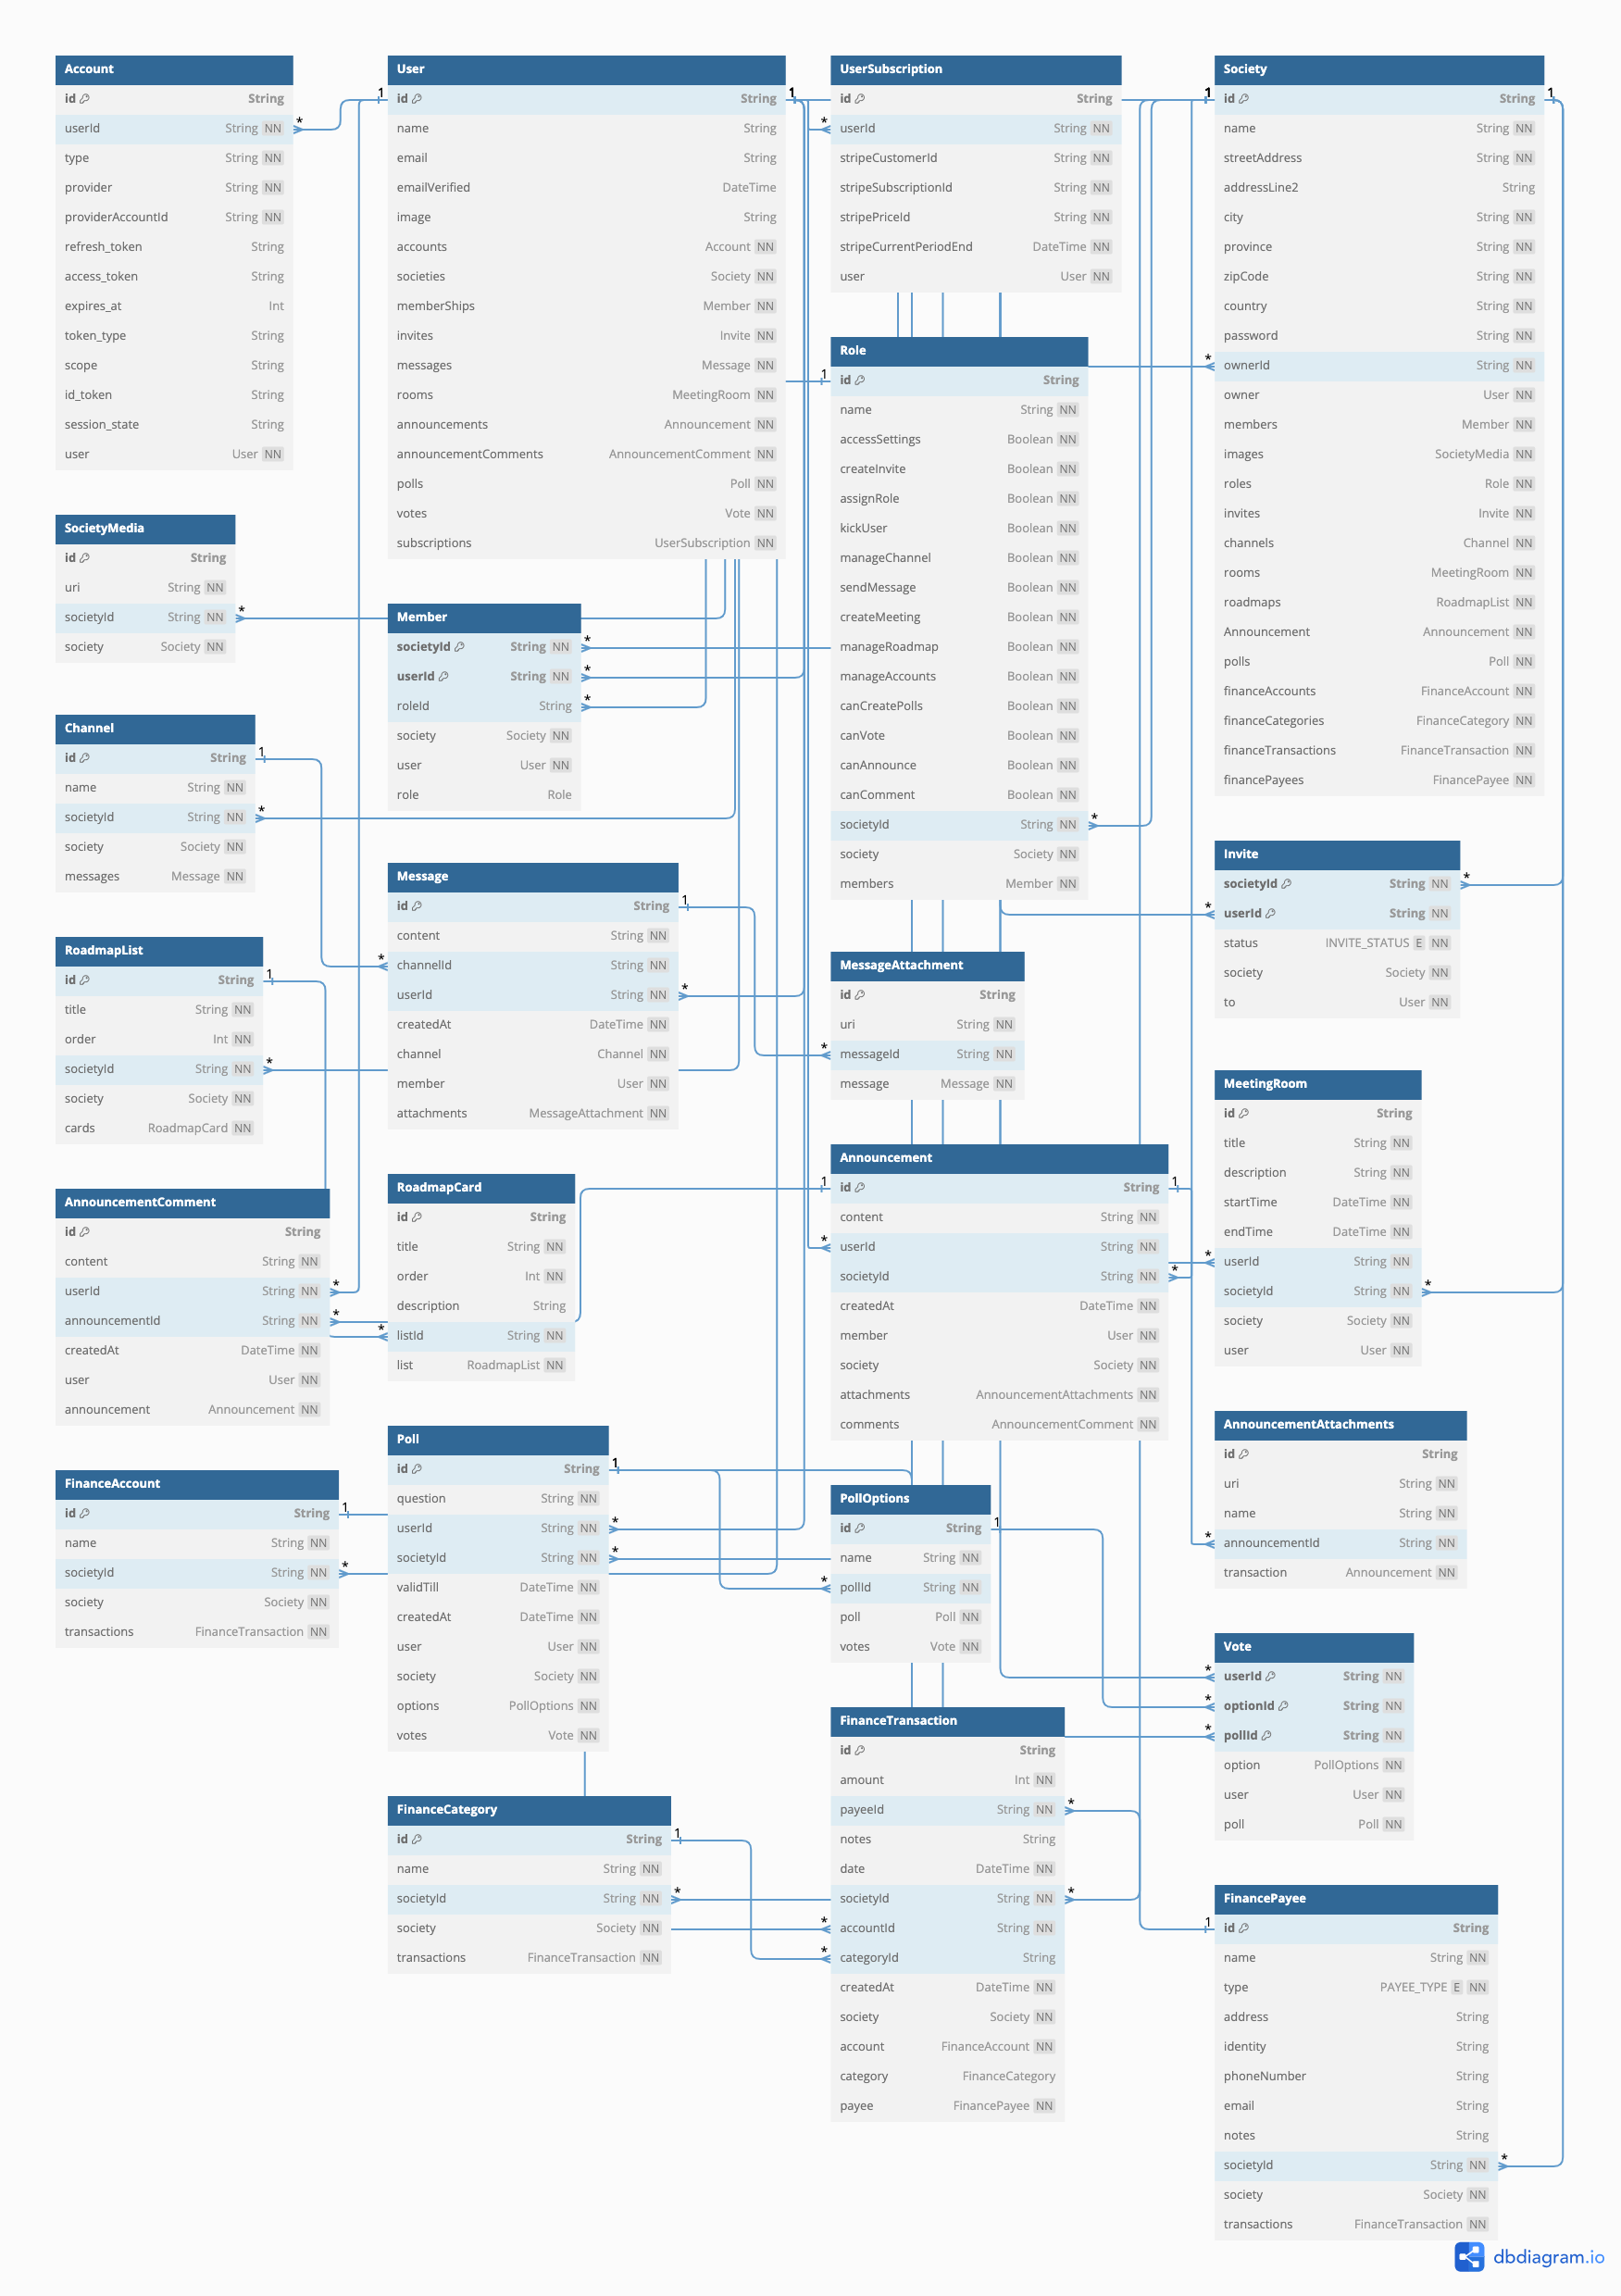 Account
id String
userId String NN
type String NN
provider String NN
providerAccountId String NN
refresh_token String
access_token String
expires_at Int
token_type String
scope String
id_token String
session_state String
user User NN
User
id String
name String
email String
emailVerified DateTime
image String
accounts Account NN
societies Society NN
memberShips Member NN
invites Invite NN
messages Message NN
rooms MeetingRoom NN
announcements Announcement NN
announcementComments AnnouncementComment NN
polls Poll NN
votes Vote NN
subscriptions UserSubscription NN
UserSubscription
id String
userId String NN
stripeCustomerId String NN
stripeSubscriptionId String NN
stripePriceId String NN
stripeCurrentPeriodEnd DateTime NN
user User NN
Society
id String
name String NN
streetAddress String NN
addressLine2 String
city String NN
province String NN
zipCode String NN
country String NN
password String NN
ownerId String NN
owner User NN
members Member NN
images SocietyMedia NN
roles Role NN
invites Invite NN
channels Channel NN
rooms MeetingRoom NN
roadmaps RoadmapList NN
Announcement Announcement NN
polls Poll NN
financeAccounts FinanceAccount NN
financeCategories FinanceCategory NN
financeTransactions FinanceTransaction NN
financePayees FinancePayee NN
Role
id String
name String NN
accessSettings Boolean NN
createInvite Boolean NN
assignRole Boolean NN
kickUser Boolean NN
manageChannel Boolean NN
sendMessage Boolean NN
createMeeting Boolean NN
manageRoadmap Boolean NN
manageAccounts Boolean NN
canCreatePolls Boolean NN
canVote Boolean NN
canAnnounce Boolean NN
canComment Boolean NN
societyId String NN
society Society NN
members Member NN
SocietyMedia
id String
uri String NN
societyId String NN
society Society NN
Member
societyId String NN
userId String NN
roleId String
society Society NN
user User NN
role Role
Channel
id String
name String NN
societyId String NN
society Society NN
messages Message NN
Message
id String
content String NN
channelId String NN
userId String NN
createdAt DateTime NN
channel Channel NN
member User NN
attachments MessageAttachment NN
Invite
societyId String NN
userId String NN
status INVITE_STATUS E NN
society Society NN
to User NN
RoadmapList
id String
title String NN
order Int NN
societyId String NN
society Society NN
cards RoadmapCard NN
MessageAttachment
id String
uri String NN
messageId String NN
message Message NN
MeetingRoom
id String
title String NN
description String NN
startTime DateTime NN
endTime DateTime NN
userId String NN
societyId String NN
society Society NN
user User NN
AnnouncementComment
id String
content String NN
userId String NN
announcementId String NN
createdAt DateTime NN
user User NN
announcement Announcement NN
RoadmapCard
id String
title String NN
order Int NN
description String
listId String NN
list RoadmapList NN
Announcement
id String
content String NN
userId String NN
societyId String NN
createdAt DateTime NN
member User NN
society Society NN
attachments AnnouncementAttachments NN
comments AnnouncementComment NN
AnnouncementAttachments
id String
uri String NN
name String NN
announcementId String NN
transaction Announcement NN
FinanceAccount
id String
name String NN
societyId String NN
society Society NN
transactions FinanceTransaction NN
Poll
id String
question String NN
userId String NN
societyId String NN
validTill DateTime NN
createdAt DateTime NN
user User NN
society Society NN
options PollOptions NN
votes Vote NN
PollOptions
id String
name String NN
pollId String NN
poll Poll NN
votes Vote NN
Vote
userId String NN
optionId String NN
pollId String NN
option PollOptions NN
user User NN
poll Poll NN
FinanceCategory
id String
name String NN
societyId String NN
society Society NN
transactions FinanceTransaction NN
FinanceTransaction
id String
amount Int NN
payeeId String NN
notes String
date DateTime NN
societyId String NN
accountId String NN
categoryId String
createdAt DateTime NN
society Society NN
account FinanceAccount NN
category FinanceCategory
payee FinancePayee NN
FinancePayee
id String
name String NN
type PAYEE_TYPE E NN
address String
identity String
phoneNumber String
email String
notes String
societyId String NN
society Society NN
transactions FinanceTransaction NN
dbdiagram.io